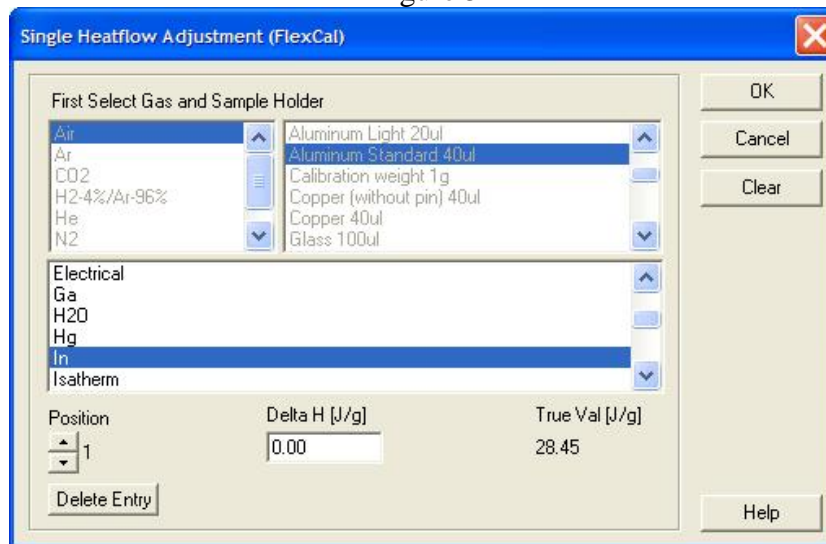 Single Heatflow Adjustment (FlexCal)
OK
Cancel
Clear
First Select Gas and Sample Holder
Air
Ar
CO2
H2-4%/Ar-96%
He
N2
Aluminum Light 20ul
Aluminum Standard 40ul
Calibration weight 1g
Copper (without pin) 40ul
Copper 40ul
Glass 100ul
Electrical
Ga
H2O
Hg
In
Isatherm
Position
1
Delta H [J/g]
0.00
True Val [J/g]
28.45
Delete Entry
Help